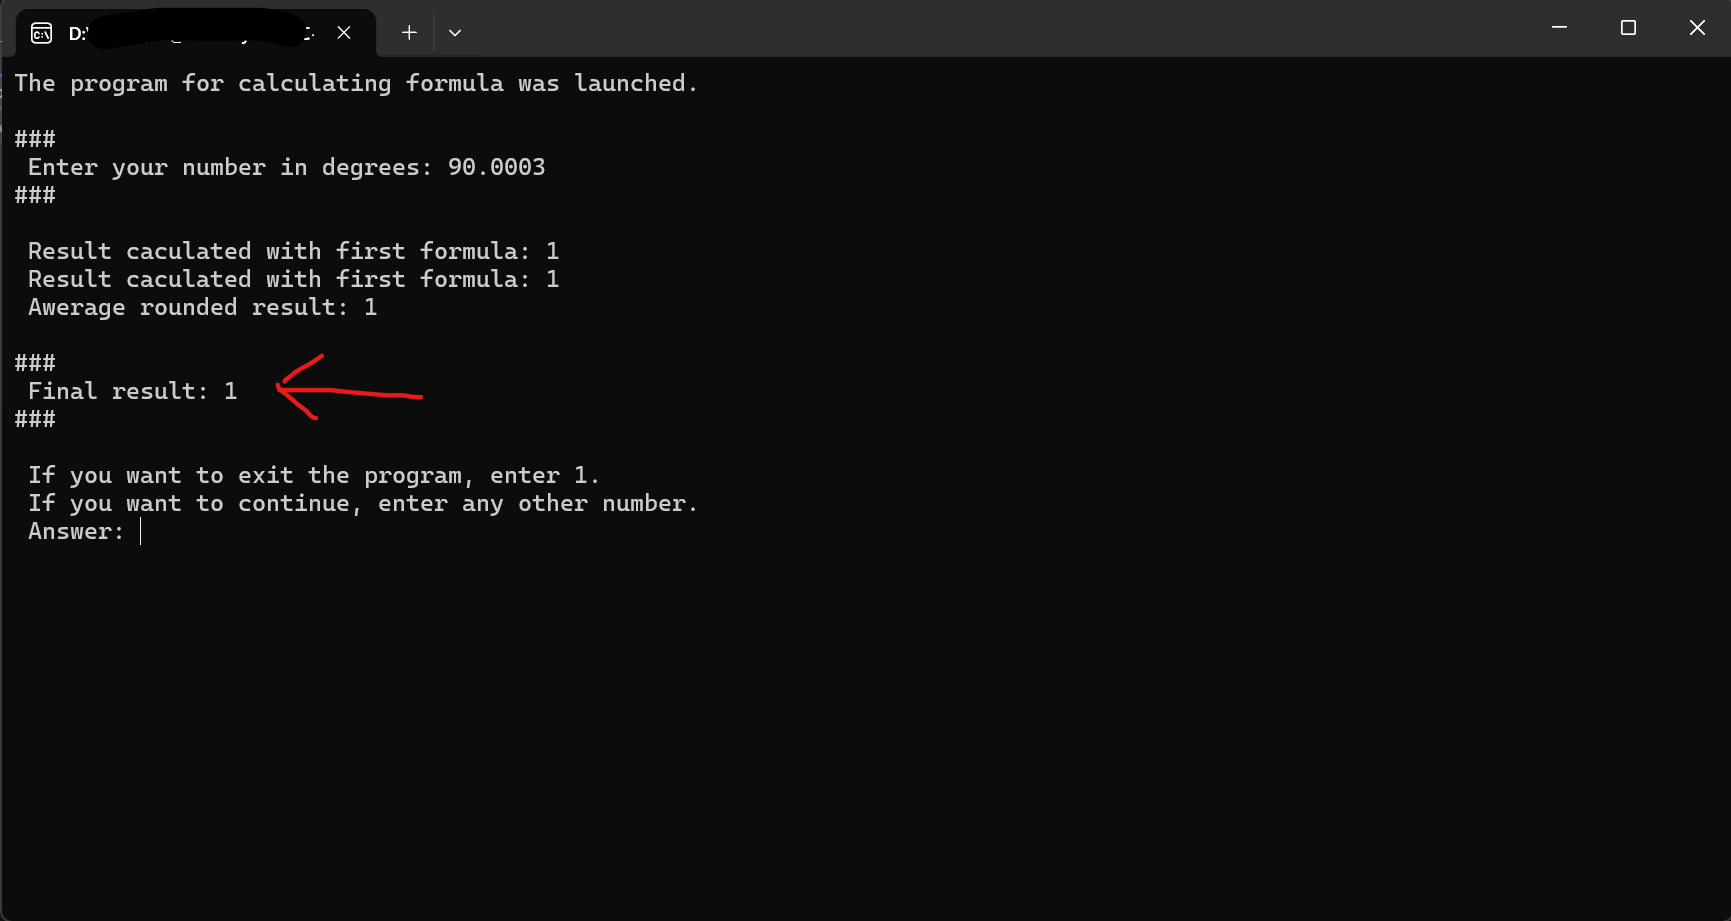 D:\
The program for calculating formula was launched.
###
Enter your number in degrees: 90.0003
###
Result caculated with first formula: 1
Result caculated with first formula: 1
Awerage rounded result: 1
###
Final result: 1
###
If you want to exit the program, enter 1.
If you want to continue, enter any other number.
Answer: